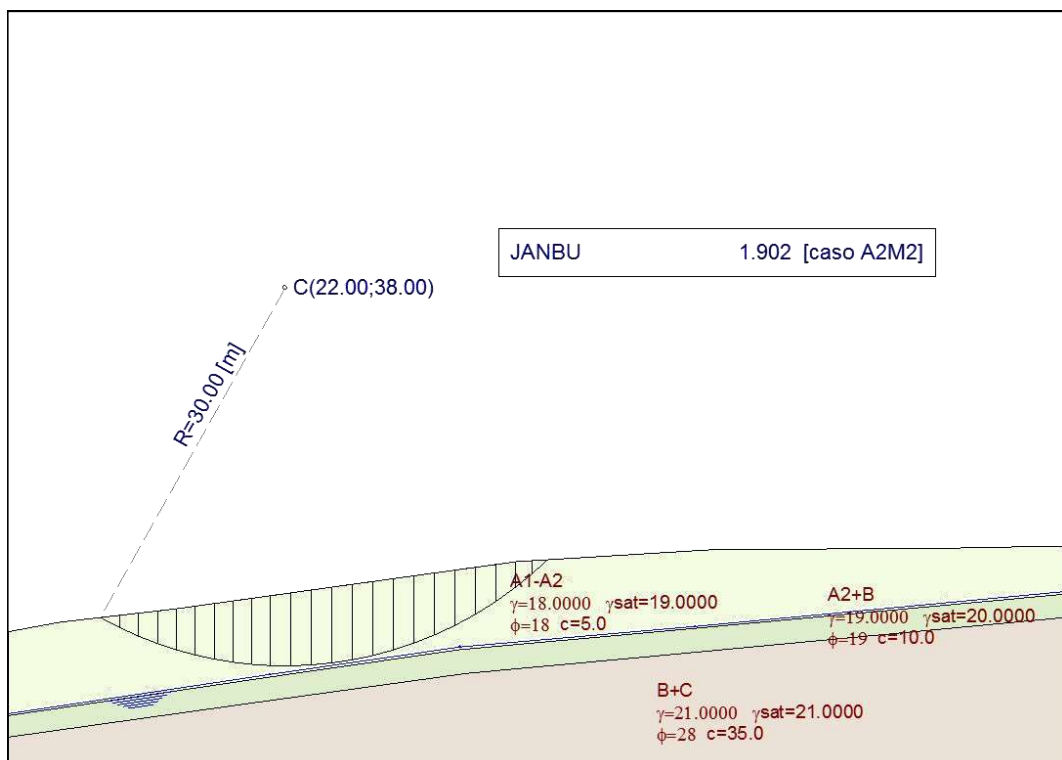 JANBU 1.902 [caso A2M2]
C(22.00;38.00)
R=30.00 [m]
A1-A2
γ=18.0000 γsat=19.0000
ϕ=18 c=5.0
A2+B
γ=19.0000 γsat=20.0000
ϕ=19 c=10.0
B+C
γ=21.0000 γsat=21.0000
ϕ=28 c=35.0